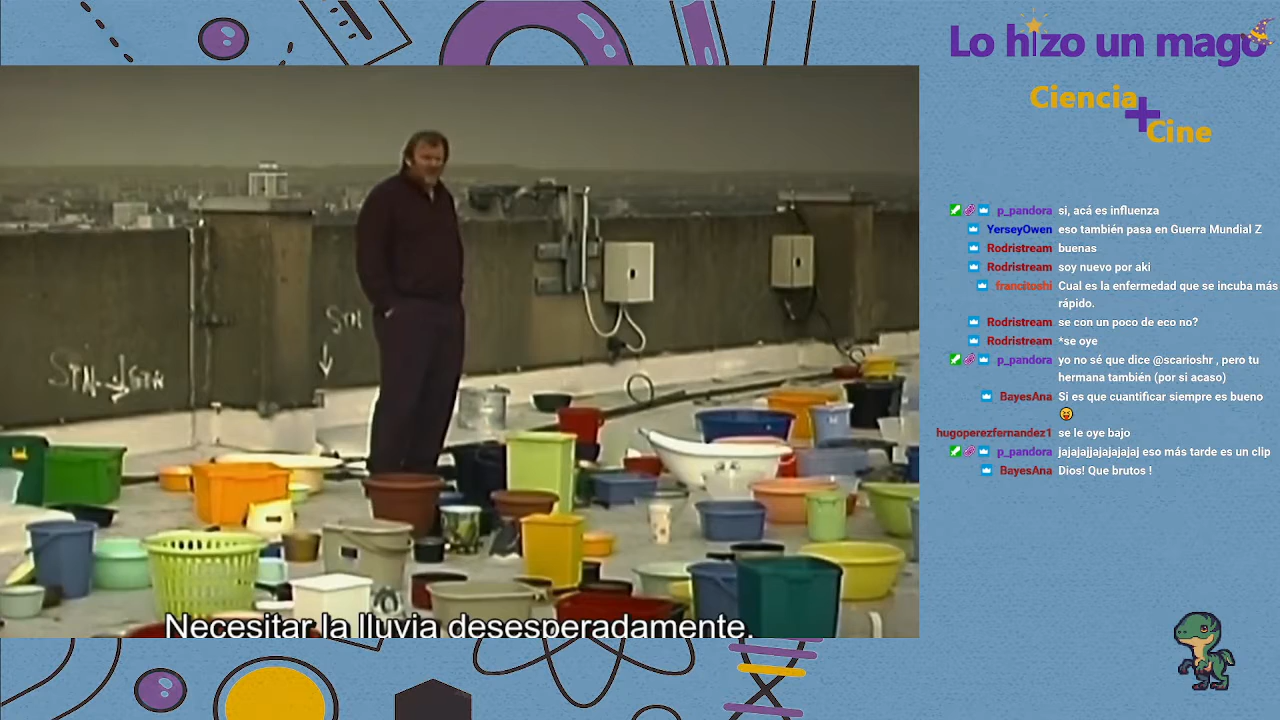 Lo hizo un mago
Ciencia
+
Cine
p_pandora si, acá es influenza
YerseyOwen eso también pasa en Guerra Mundial Z
Rodristream buenas
Rodristream soy nuevo por aki
francitoshi Cual es la enfermedad que se incuba más
rápido.
Rodristream se con un poco de eco no?
Rodristream *se oye
p_pandora yo no sé que dice @scarioshr , pero tu
hermana también (por si acaso)
BayesAna Si es que cuantificar siempre es bueno
😜
hugoperezfernandez1 se le oye bajo
p_pandora jajajajjajajajaj eso más tarde es un clip
BayesAna Dios! Que brutos !
Necesitar la lluvia desesperadamente.